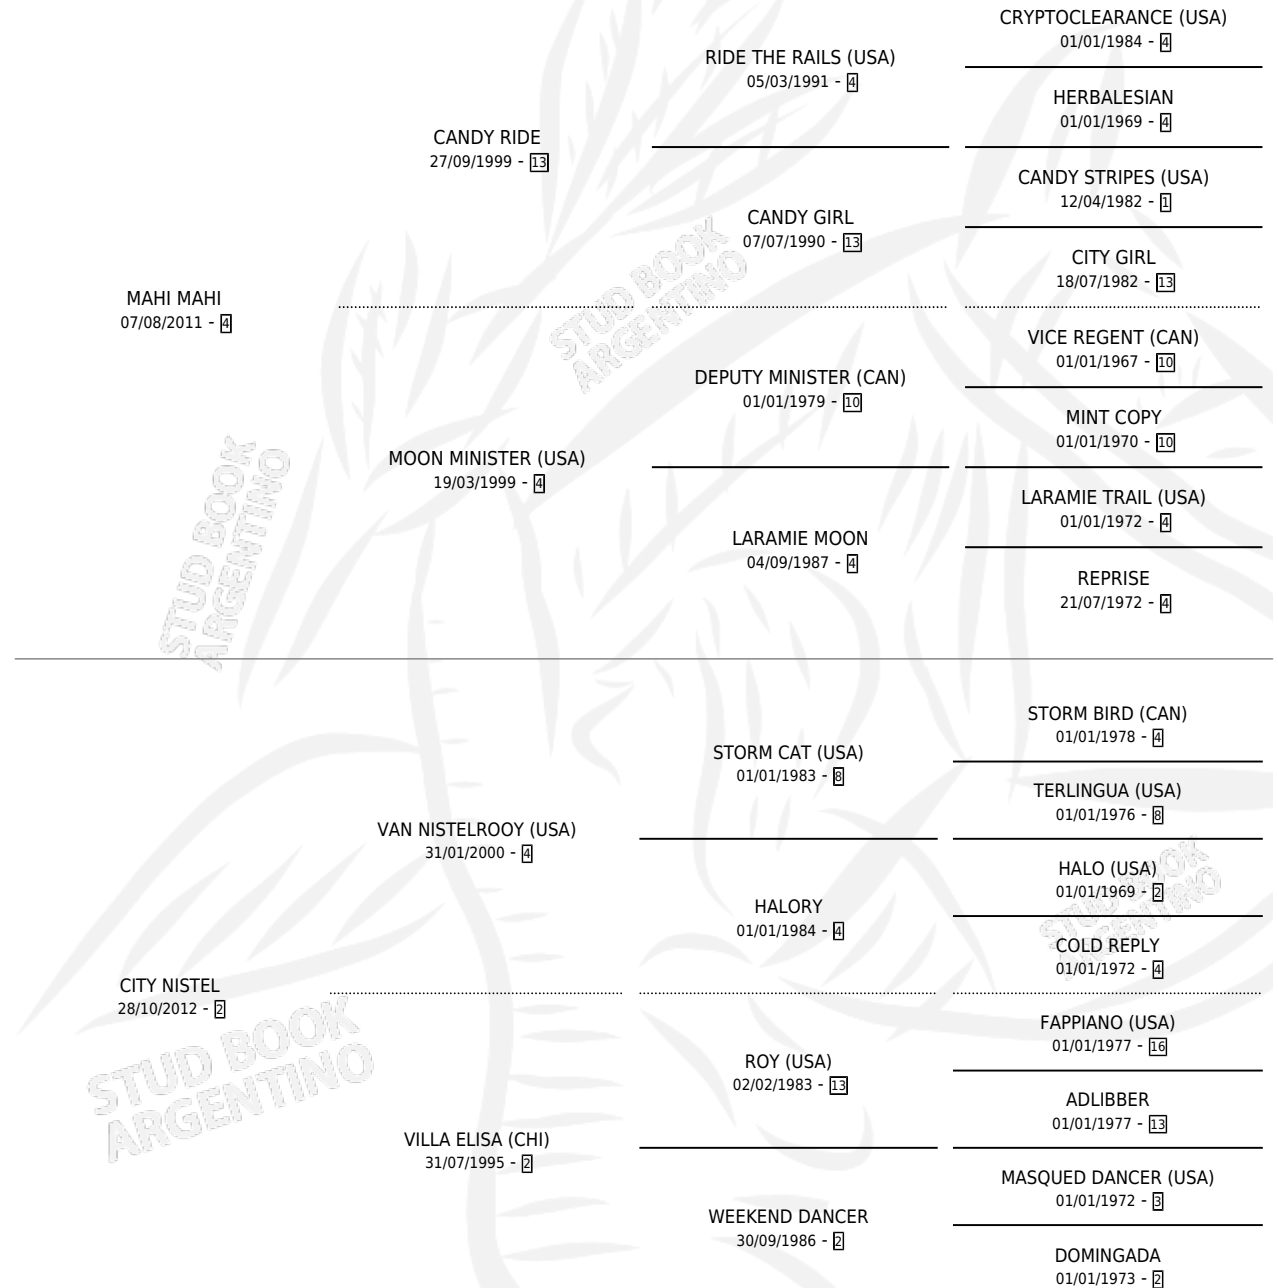 CRYPTOCLEARANCE (USA)
01/01/1984 - 4
RIDE THE RAILS (USA)
05/03/1991 - 4
HERBALESIAN
01/01/1969 - 4
CANDY RIDE
27/09/1999 - 13
CANDY STRIPES (USA)
12/04/1982 - 1
CANDY GIRL
07/07/1990 - 13
CITY GIRL
18/07/1982 - 13
MAHI MAHI
07/08/2011 - 4
VICE REGENT (CAN)
01/01/1967 - 10
DEPUTY MINISTER (CAN)
01/01/1979 - 10
MINT COPY
01/01/1970 - 10
MOON MINISTER (USA)
19/03/1999 - 4
LARAMIE TRAIL (USA)
01/01/1972 - 4
LARAMIE MOON
04/09/1987 - 4
REPRISE
21/07/1972 - 4
STORM BIRD (CAN)
01/01/1978 - 4
STORM CAT (USA)
01/01/1983 - 8
TERLINGUA (USA)
01/01/1976 - 8
VAN NISTELROOY (USA)
31/01/2000 - 4
HALO (USA)
01/01/1969 - 2
HALORY
01/01/1984 - 4
COLD REPLY
01/01/1972 - 4
CITY NISTEL
28/10/2012 - 2
FAPPIANO (USA)
01/01/1977 - 16
ROY (USA)
02/02/1983 - 13
ADLIBBER
01/01/1977 - 13
VILLA ELISA (CHI)
31/07/1995 - 2
MASQUED DANCER (USA)
01/01/1972 - 3
WEEKEND DANCER
30/09/1986 - 2
DOMINGADA
01/01/1973 - 2
STUD BOOK
ARGENTINO
STUD BOOK
ARGENTINO
STUD BOOK
ARGENTINO
STUD BOOK
ARGENTINO